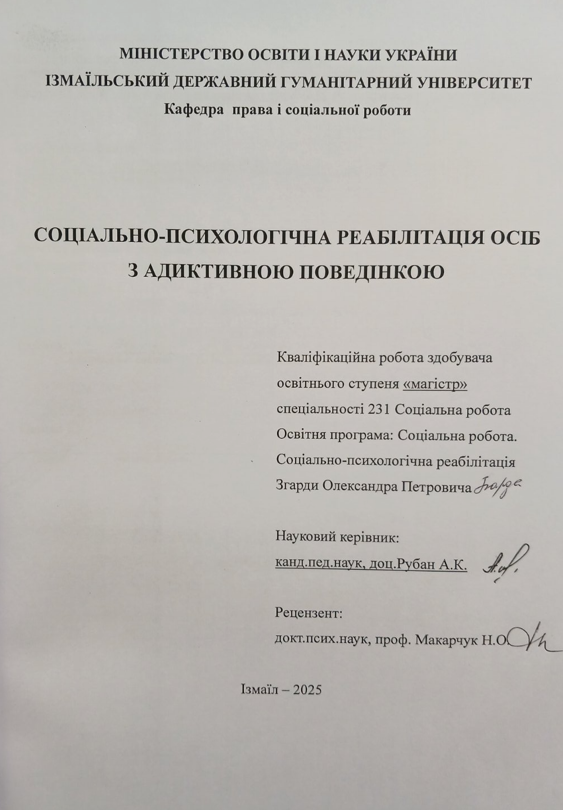 МІНІСТЕРСТВО ОСВІТИ І НАУКИ УКРАЇНИ
ІЗМАЇЛЬСЬКИЙ ДЕРЖАВНИЙ ГУМАНІТАРНИЙ УНІВЕРСИТЕТ
Кафедра права і соціальної роботи
СОЦІАЛЬНО-ПСИХОЛОГІЧНА РЕАБІЛІТАЦІЯ ОСІБ
З АДИКТИВНОЮ ПОВЕДІНКОЮ
Кваліфікаційна робота здобувача
освітнього ступеня «магістр»
спеціальності 231 Соціальна робота
Освітня програма: Соціальна робота.
Соціально-психологічна реабілітація
Згарди Олександра Петровича Згарда
Науковий керівник:
канд.пед.наук, доц.Рубан А.К.
Рецензент:
докт.псих.наук, проф. Макарчук Н.О
Ізмаїл – 2025